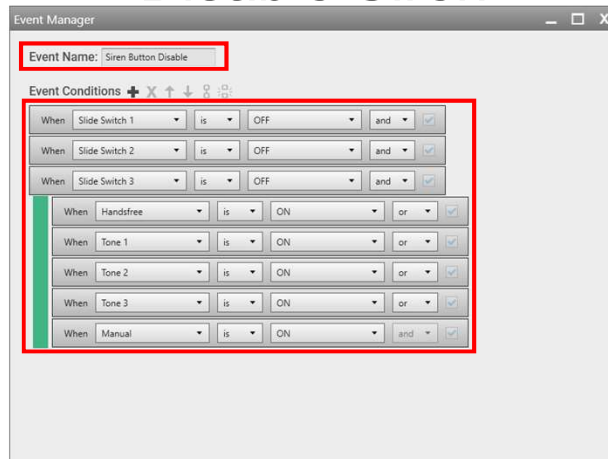 Event Manager
Event Name: Siren Button Disable
Event Conditions
When Slide Switch 1 is OFF and
When Slide Switch 2 is OFF and
When Slide Switch 3 is OFF and
When Handsfree is ON or
When Tone 1 is ON or
When Tone 2 is ON or
When Tone 3 is ON or
When Manual is ON and